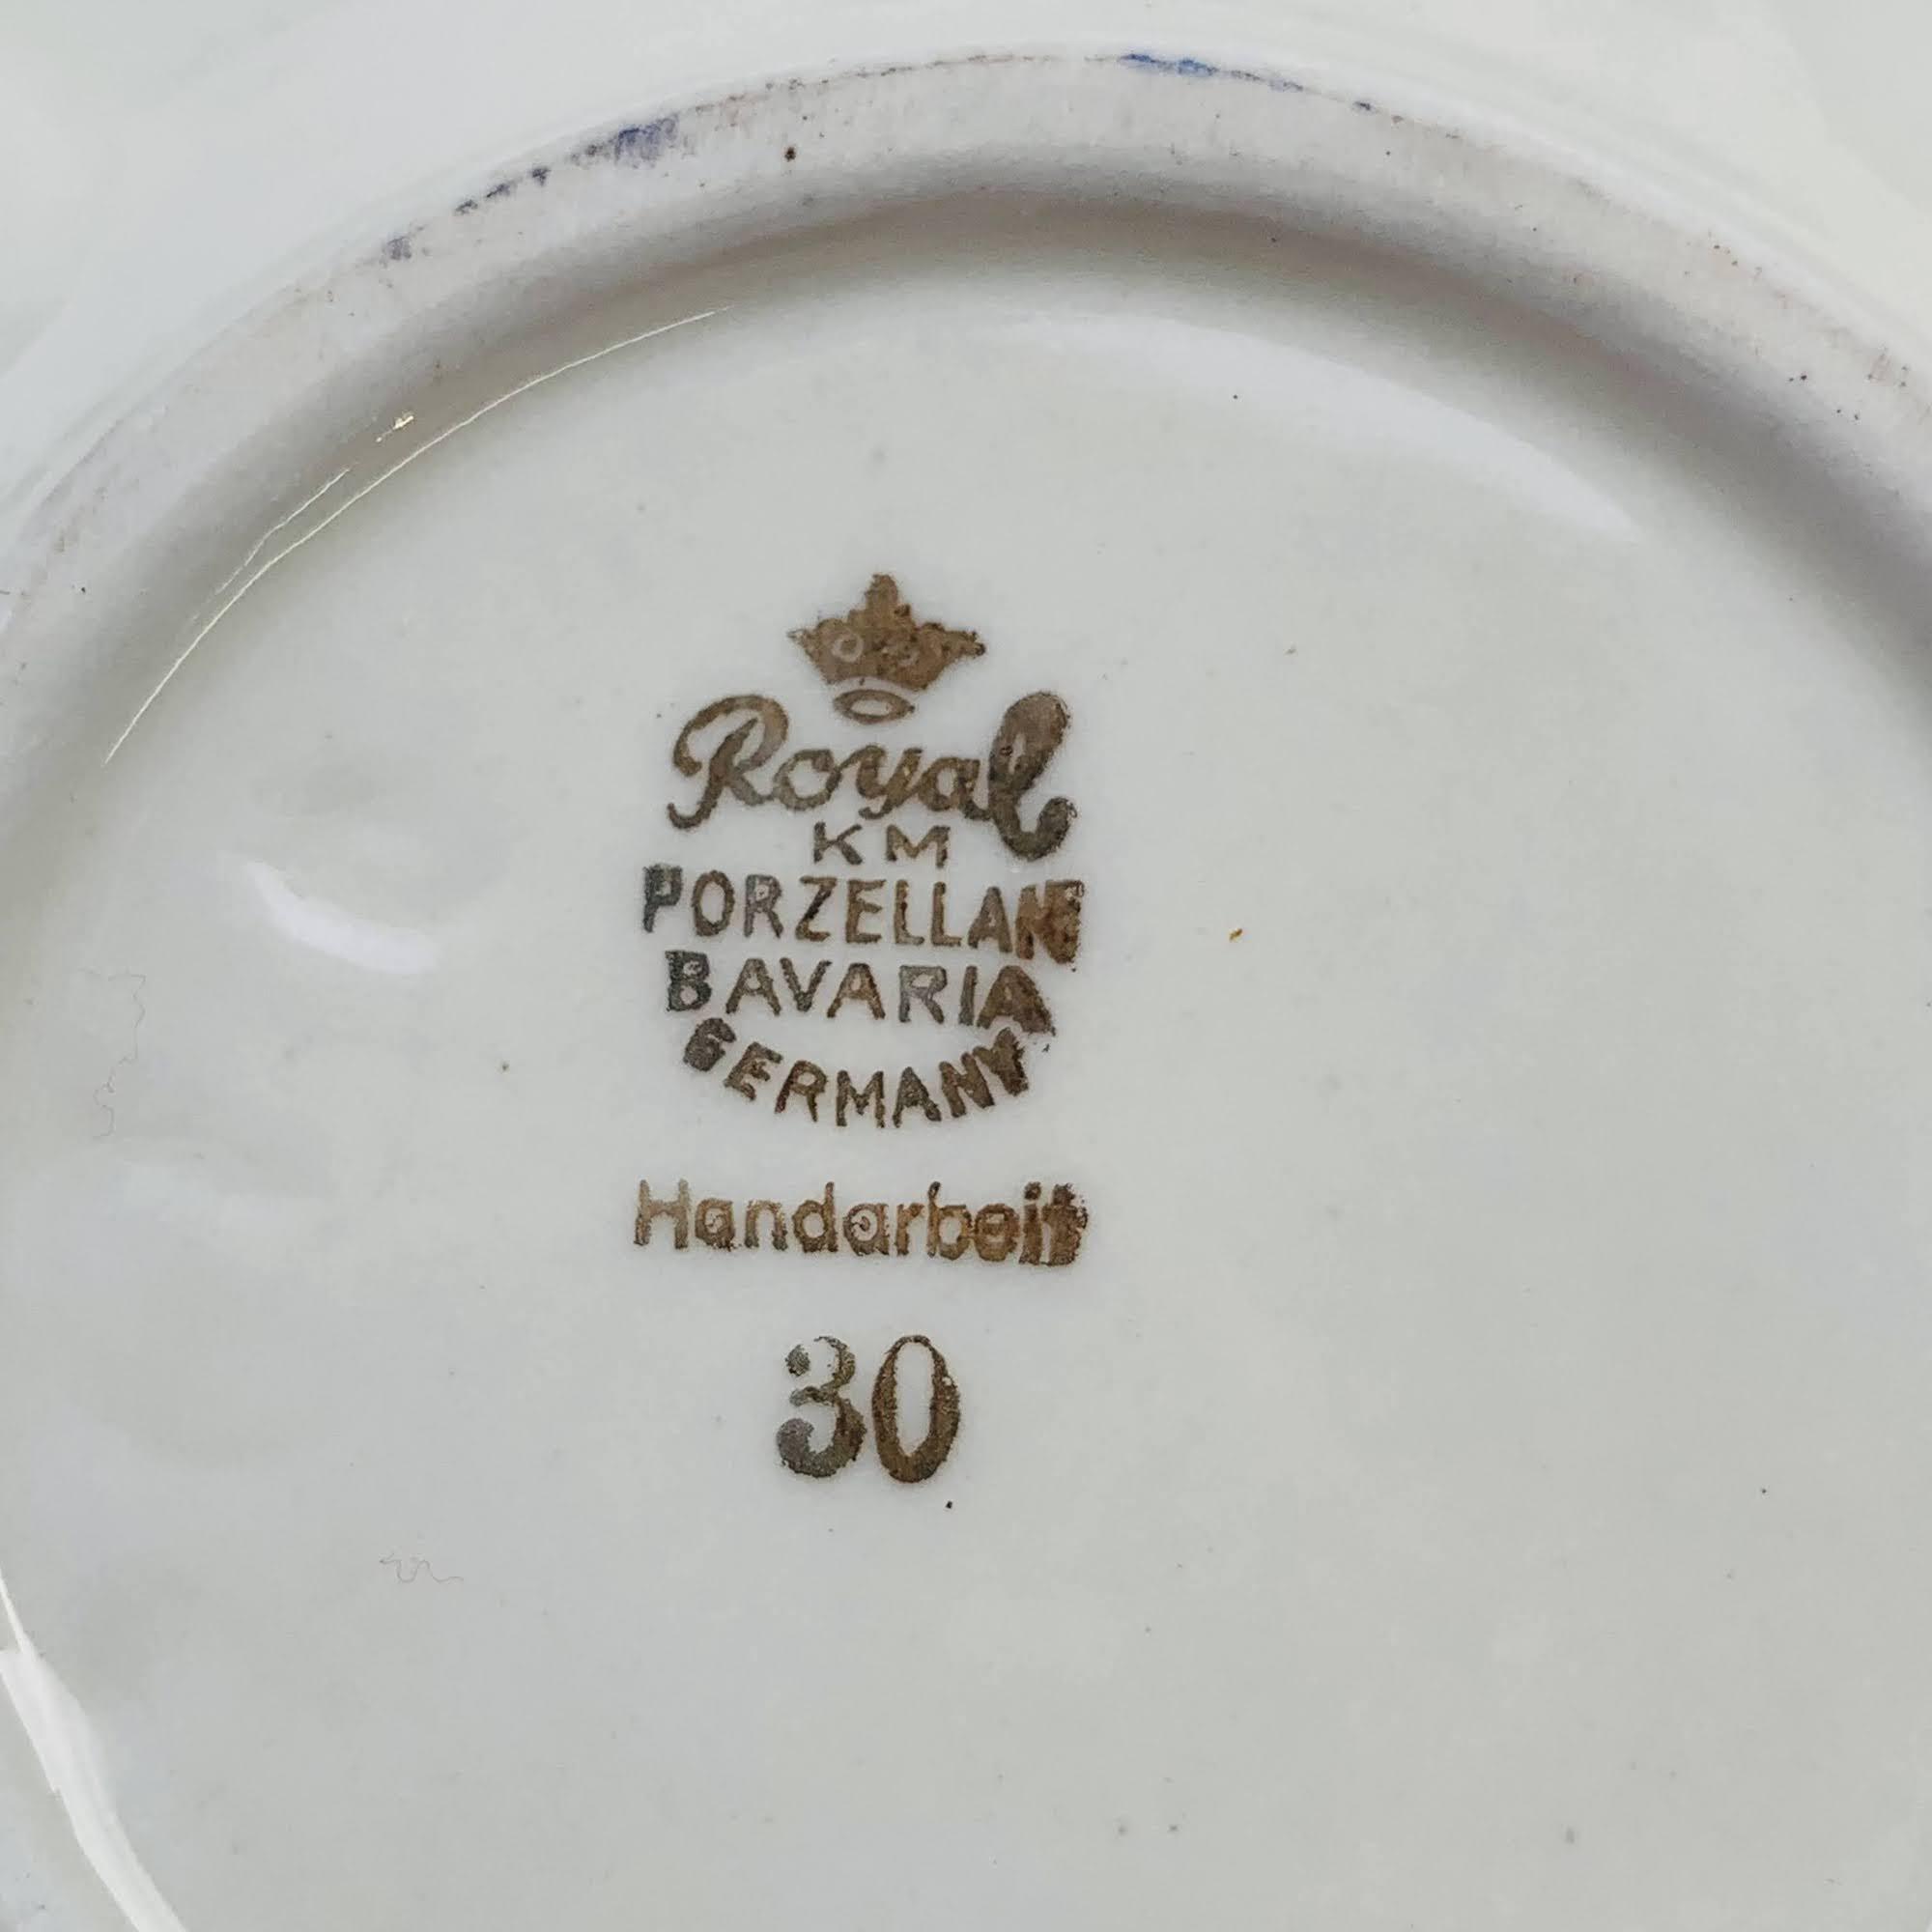 Royal
KM
PORZELLAN
BAVARIA
GERMANY
Handarbeit
30